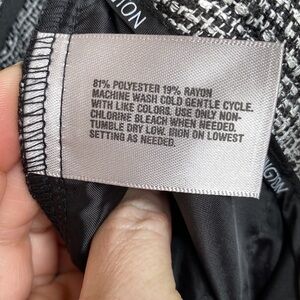 ION
81% POLYESTER 19% RAYON
MACHINE WASH COLD GENTLE CYCLE.
WITH LIKE COLORS. USE ONLY NON-
CHLORINE BLEACH WHEN NEEDED.
TUMBLE DRY LOW. IRON ON LOWEST
SETTING AS NEEDED.